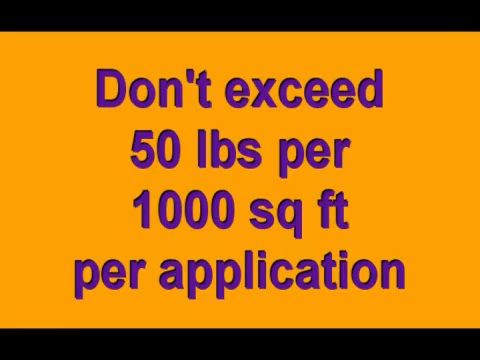 Don't exceed
50 lbs per
1000 sq ft
per application